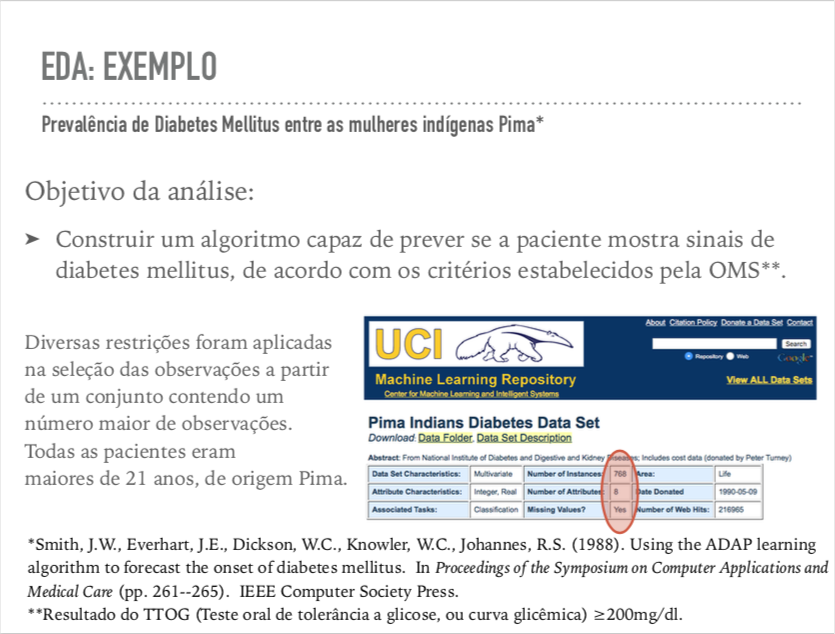 EDA: EXEMPLO
Prevalência de Diabetes Mellitus entre as mulheres indígenas Pima*
Objetivo da análise:
➤ Construir um algoritmo capaz de prever se a paciente mostra sinais de
diabetes mellitus, de acordo com os critérios estabelecidos pela OMS**.
Diversas restrições foram aplicadas
na seleção das observações a partir
de um conjunto contendo um
número maior de observações.
Todas as pacientes eram
maiores de 21 anos, de origem Pima.
About Citation Policy Donate a Data Set Contact
Search
Repository Web Google
View ALL Data Sets
UCI
Machine Learning Repository
Center for Machine Learning and Intelligent Systems
Pima Indians Diabetes Data Set
Download: Data Folder, Data Set Description
Abstract: From National Institute of Diabetes and Digestive and Kidney Diseases; Includes cost data (donated by Peter Turney)
Data Set Characteristics: Multivariate Number of Instances: 768 Area: Life
Attribute Characteristics: Integer, Real Number of Attributes: 8 Date Donated 1990-05-09
Associated Tasks: Classification Missing Values? Yes Number of Web Hits: 216965
*Smith, J.W., Everhart, J.E., Dickson, W.C., Knowler, W.C., Johannes, R.S. (1988). Using the ADAP learning
algorithm to forecast the onset of diabetes mellitus. In Proceedings of the Symposium on Computer Applications and
Medical Care (pp. 261--265). IEEE Computer Society Press.
**Resultado do TTOG (Teste oral de tolerância a glicose, ou curva glicêmica) ≥200mg/dl.